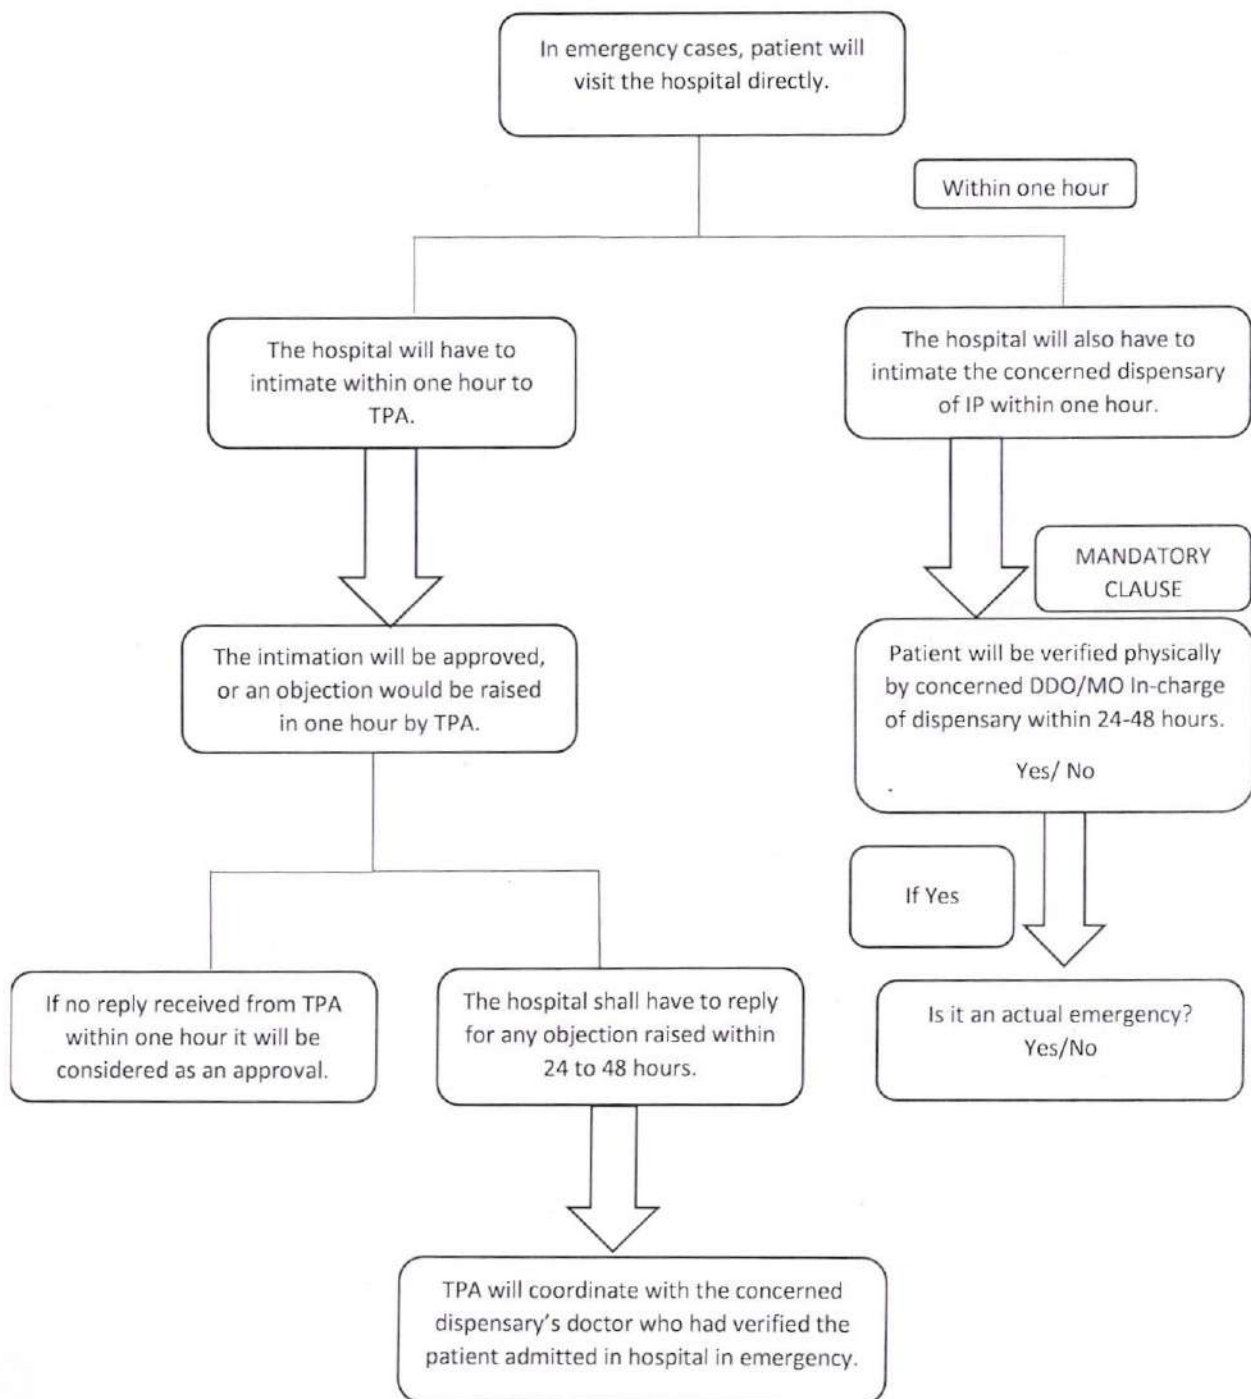 In emergency cases, patient will
visit the hospital directly.
Within one hour
The hospital will have to
intimate within one hour to
TPA.
The hospital will also have to
intimate the concerned dispensary
of IP within one hour.
MANDATORY
CLAUSE
The intimation will be approved,
or an objection would be raised
in one hour by TPA.
Patient will be verified physically
by concerned DDO/MO In-charge
of dispensary within 24-48 hours.
Yes/ No
If Yes
If no reply received from TPA
within one hour it will be
considered as an approval.
The hospital shall have to reply
for any objection raised within
24 to 48 hours.
Is it an actual emergency?
Yes/No
TPA will coordinate with the concerned
dispensary's doctor who had verified the
patient admitted in hospital in emergency.